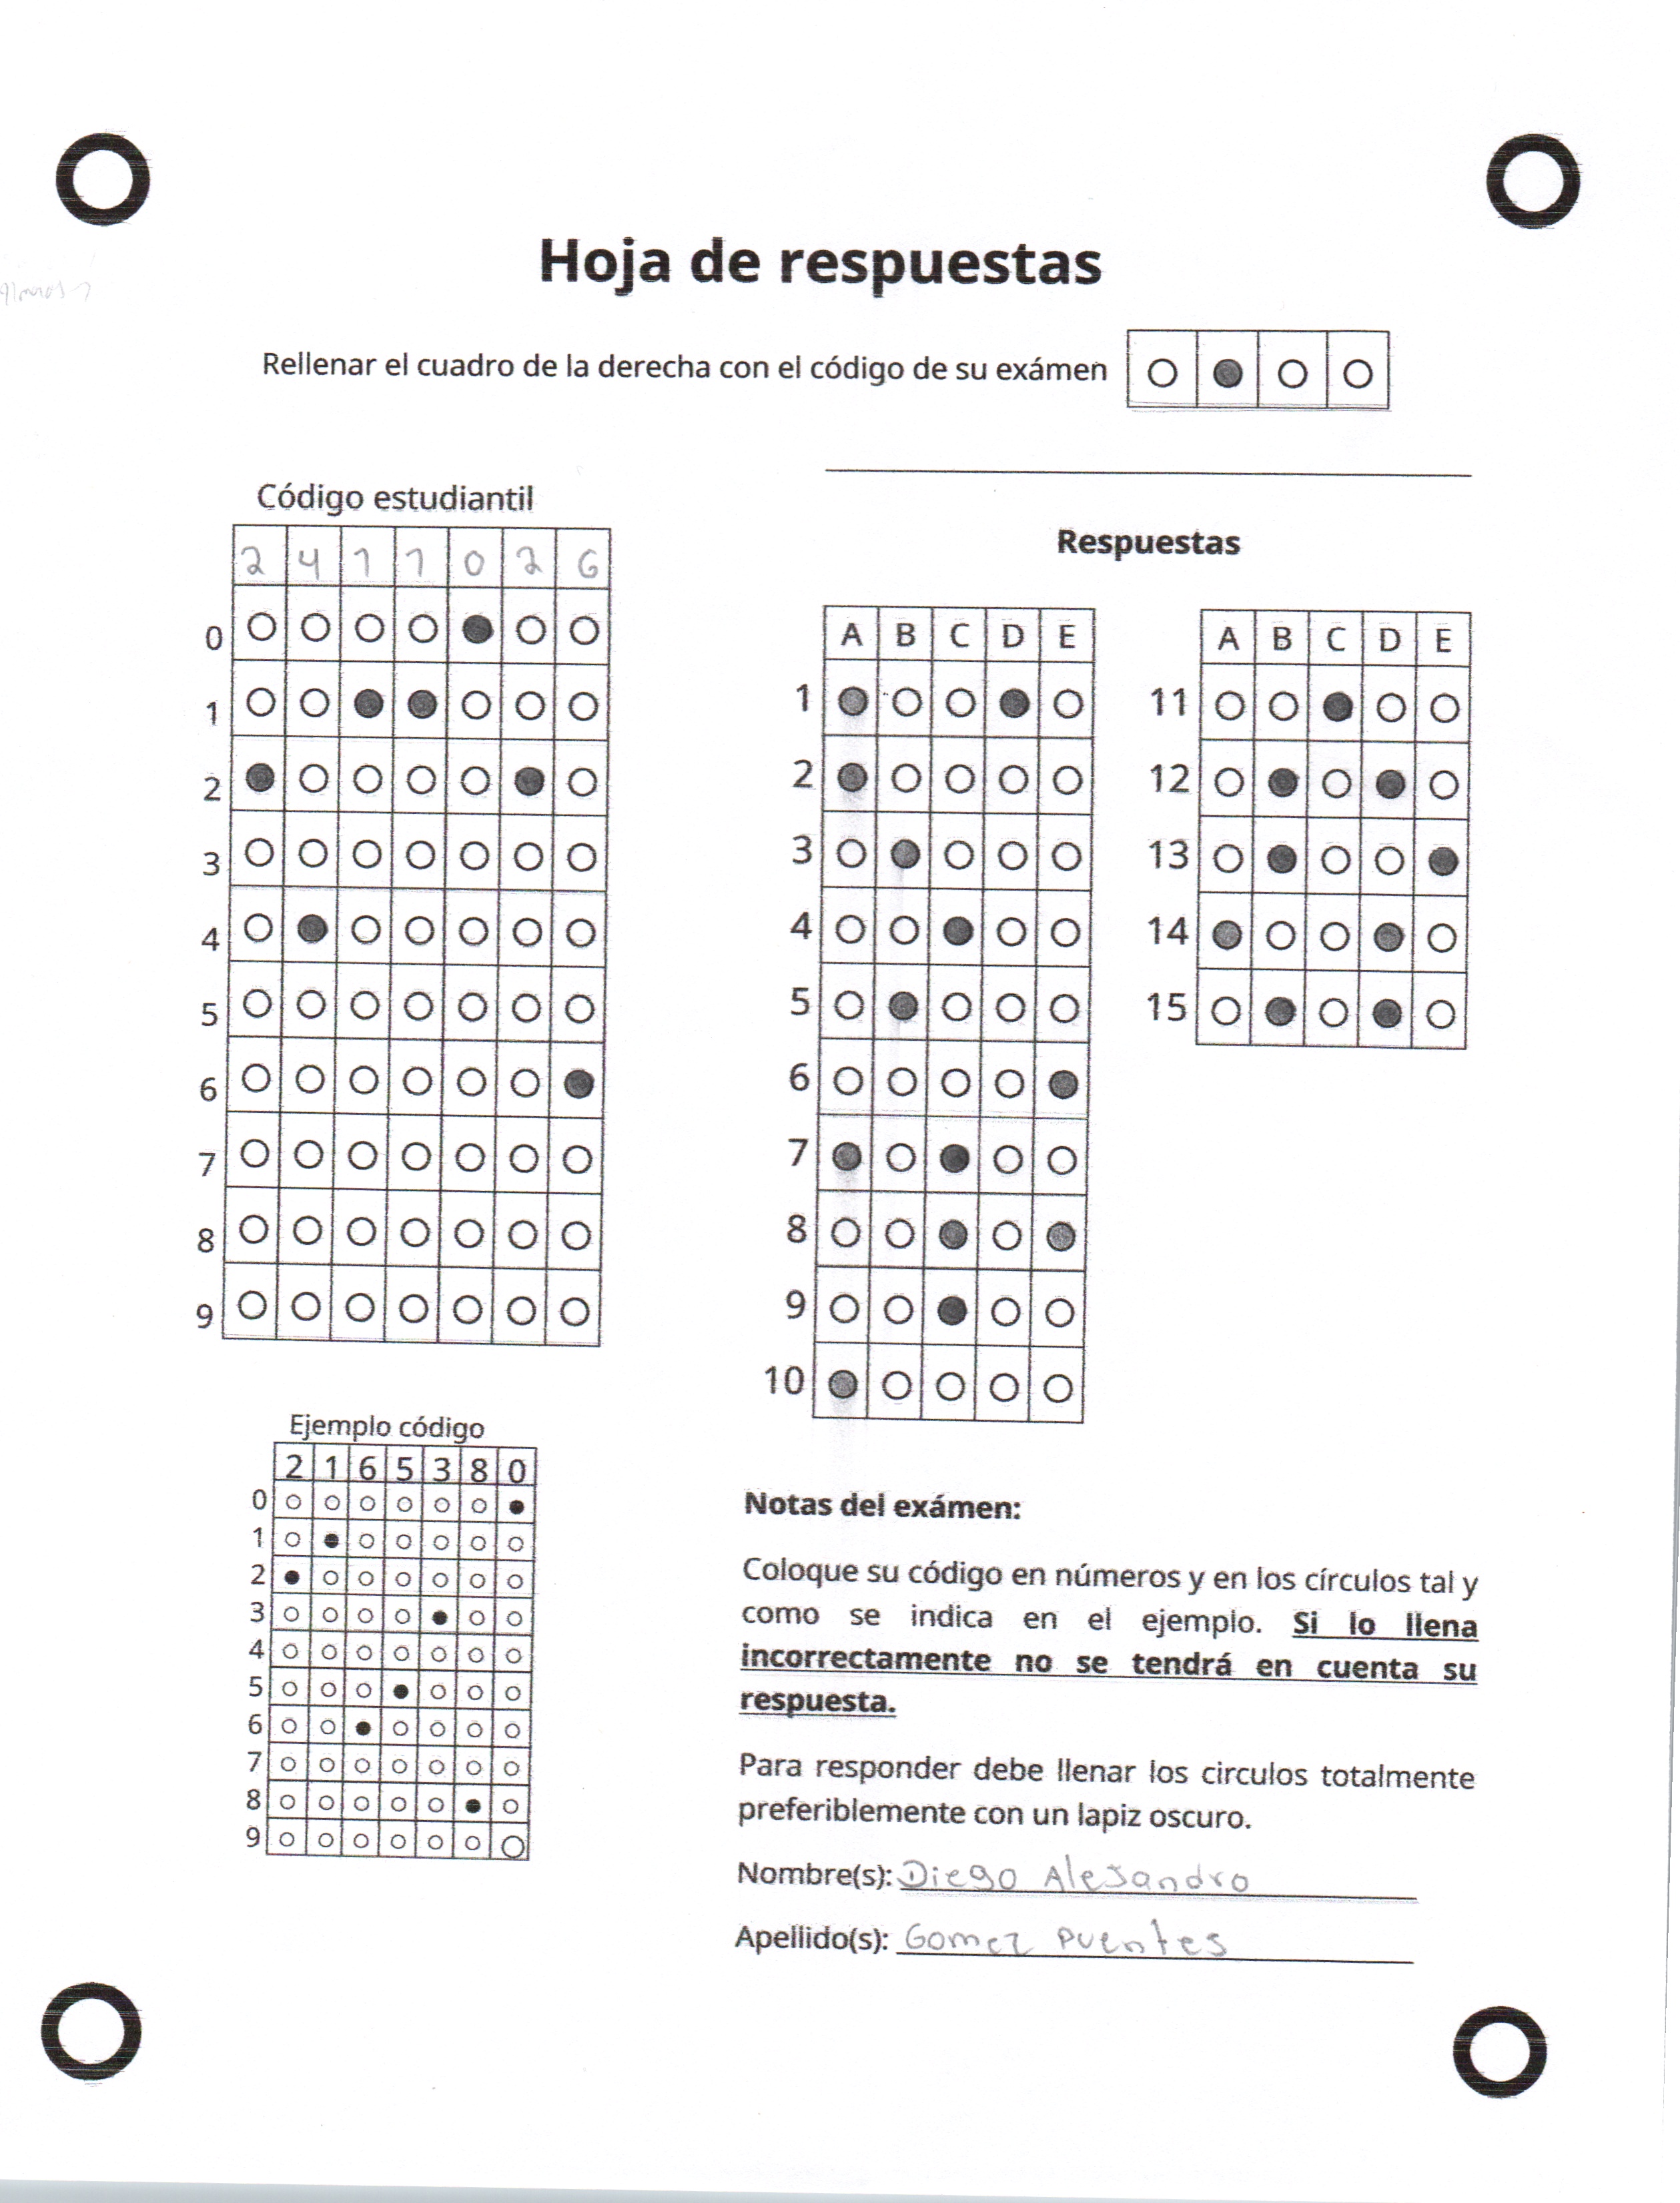 Hoja de respuestas
Rellenar el cuadro de la derecha con el código de su exámen
Código estudiantil
2 4 1 1 0 2 6
0
1
2
3
4
5
6
7
8
9
Respuestas
A B C D E
1
2
3
4
5
6
7
8
9
10
A B C D E
11
12
13
14
15
Ejemplo código
2 1 6 5 3 8 0
0
1
2
3
4
5
6
7
8
9
Notas del exámen:
Coloque su código en números y en los círculos tal y
como se indica en el ejemplo. Si lo llena
incorrectamente no se tendrá en cuenta su
respuesta.
Para responder debe llenar los circulos totalmente
preferiblemente con un lapiz oscuro.
Nombre(s): Diego Alejandro
Apellido(s): Gomez Puentes